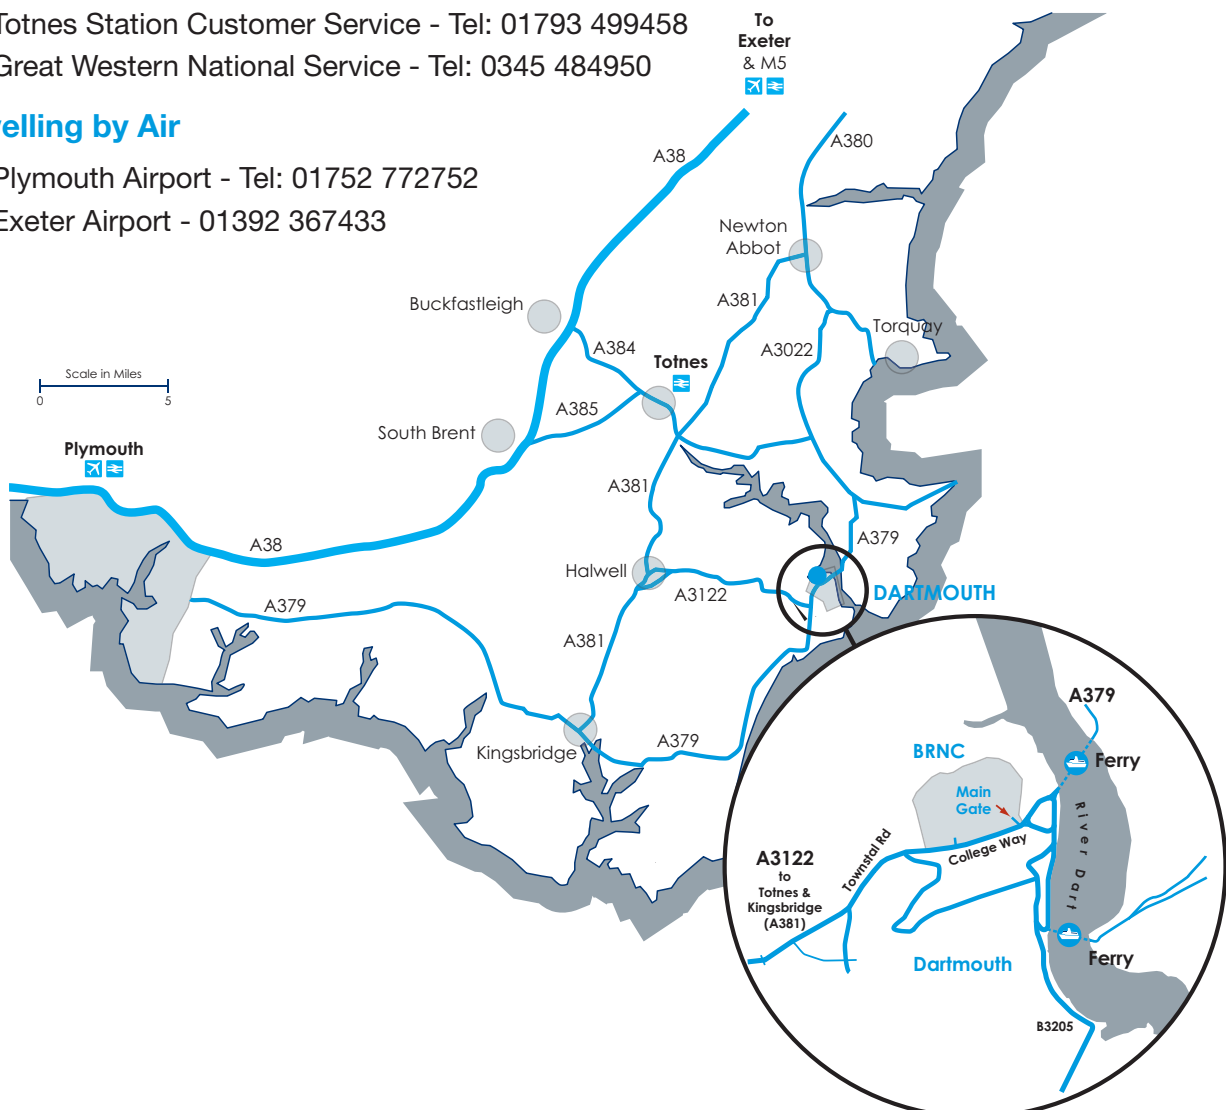 Totnes Station Customer Service - Tel: 01793 499458
Great Western National Service - Tel: 0345 484950
elling by Air
Plymouth Airport - Tel: 01752 772752
Exeter Airport - 01392 367433
To
Exeter
& M5
A38
A380
Newton
Abbot
A381
Buckfastleigh
A384
Totnes
A3022
Torquay
Scale in Miles
0
5
A385
South Brent
Plymouth
A381
A38
A379
Halwell
A3122
DARTMOUTH
A379
A381
Kingsbridge
A379
A379
BRNC
Ferry
Main
Gate
River Dart
College Way
Townstal Rd
A3122
to
Totnes &
Kingsbridge
(A381)
Dartmouth
Ferry
B3205